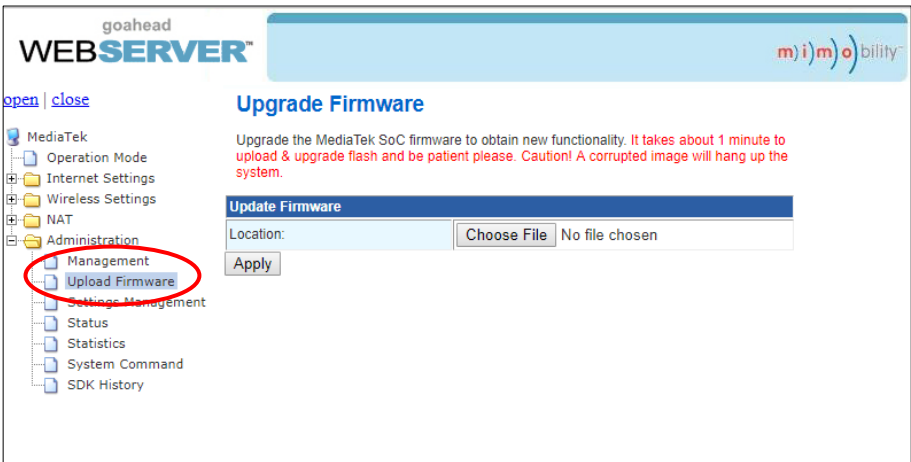 goahead
WEBSERVER™
m)i)m)o)bility™
open | close
MediaTek
Operation Mode
Internet Settings
Wireless Settings
NAT
Administration
Management
Upload Firmware
Settings Management
Status
Statistics
System Command
SDK History
Upgrade Firmware
Upgrade the MediaTek SoC firmware to obtain new functionality. It takes about 1 minute to
upload & upgrade flash and be patient please. Caution! A corrupted image will hang up the
system.
Update Firmware
Location: Choose File No file chosen
Apply